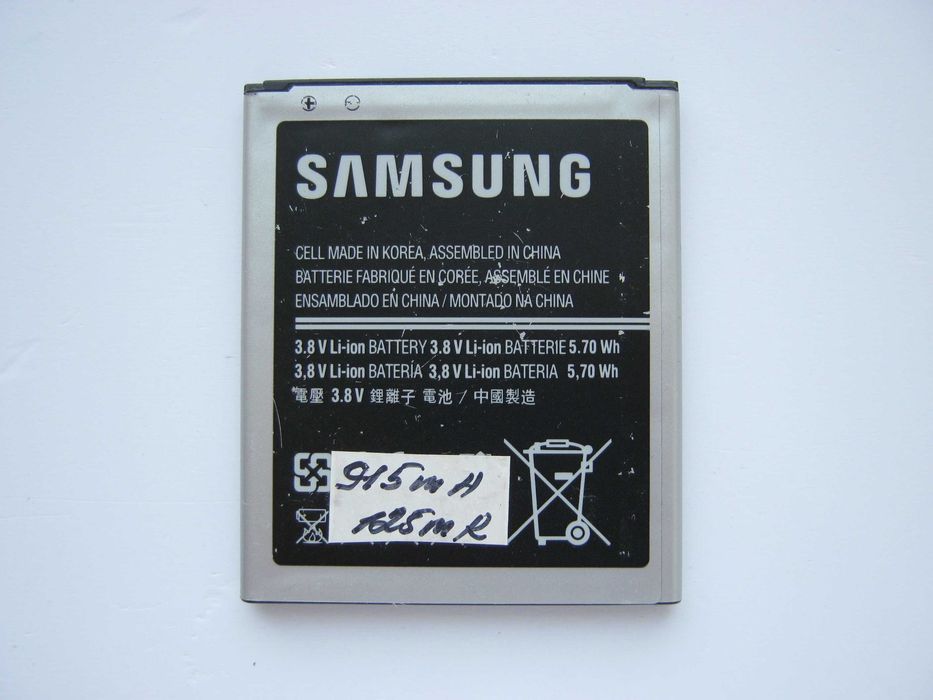 SAMSUNG
CELL MADE IN KOREA, ASSEMBLED IN CHINA
BATTERIE FABRIQUÉ EN CORÉE, ASSEMBLÉ EN CHINE
ENSAMBLADO EN CHINA / MONTADO NA CHINA
3.8 V Li-ion BATTERY 3.8 V Li-ion BATTERIE 5.70 Wh
3,8 V Li-ion BATERÍA 3,8 V Li-ion BATERIA 5,70 Wh
電壓 3.8 V 鋰離子 電池 / 中國製造
915 m H
125 m R